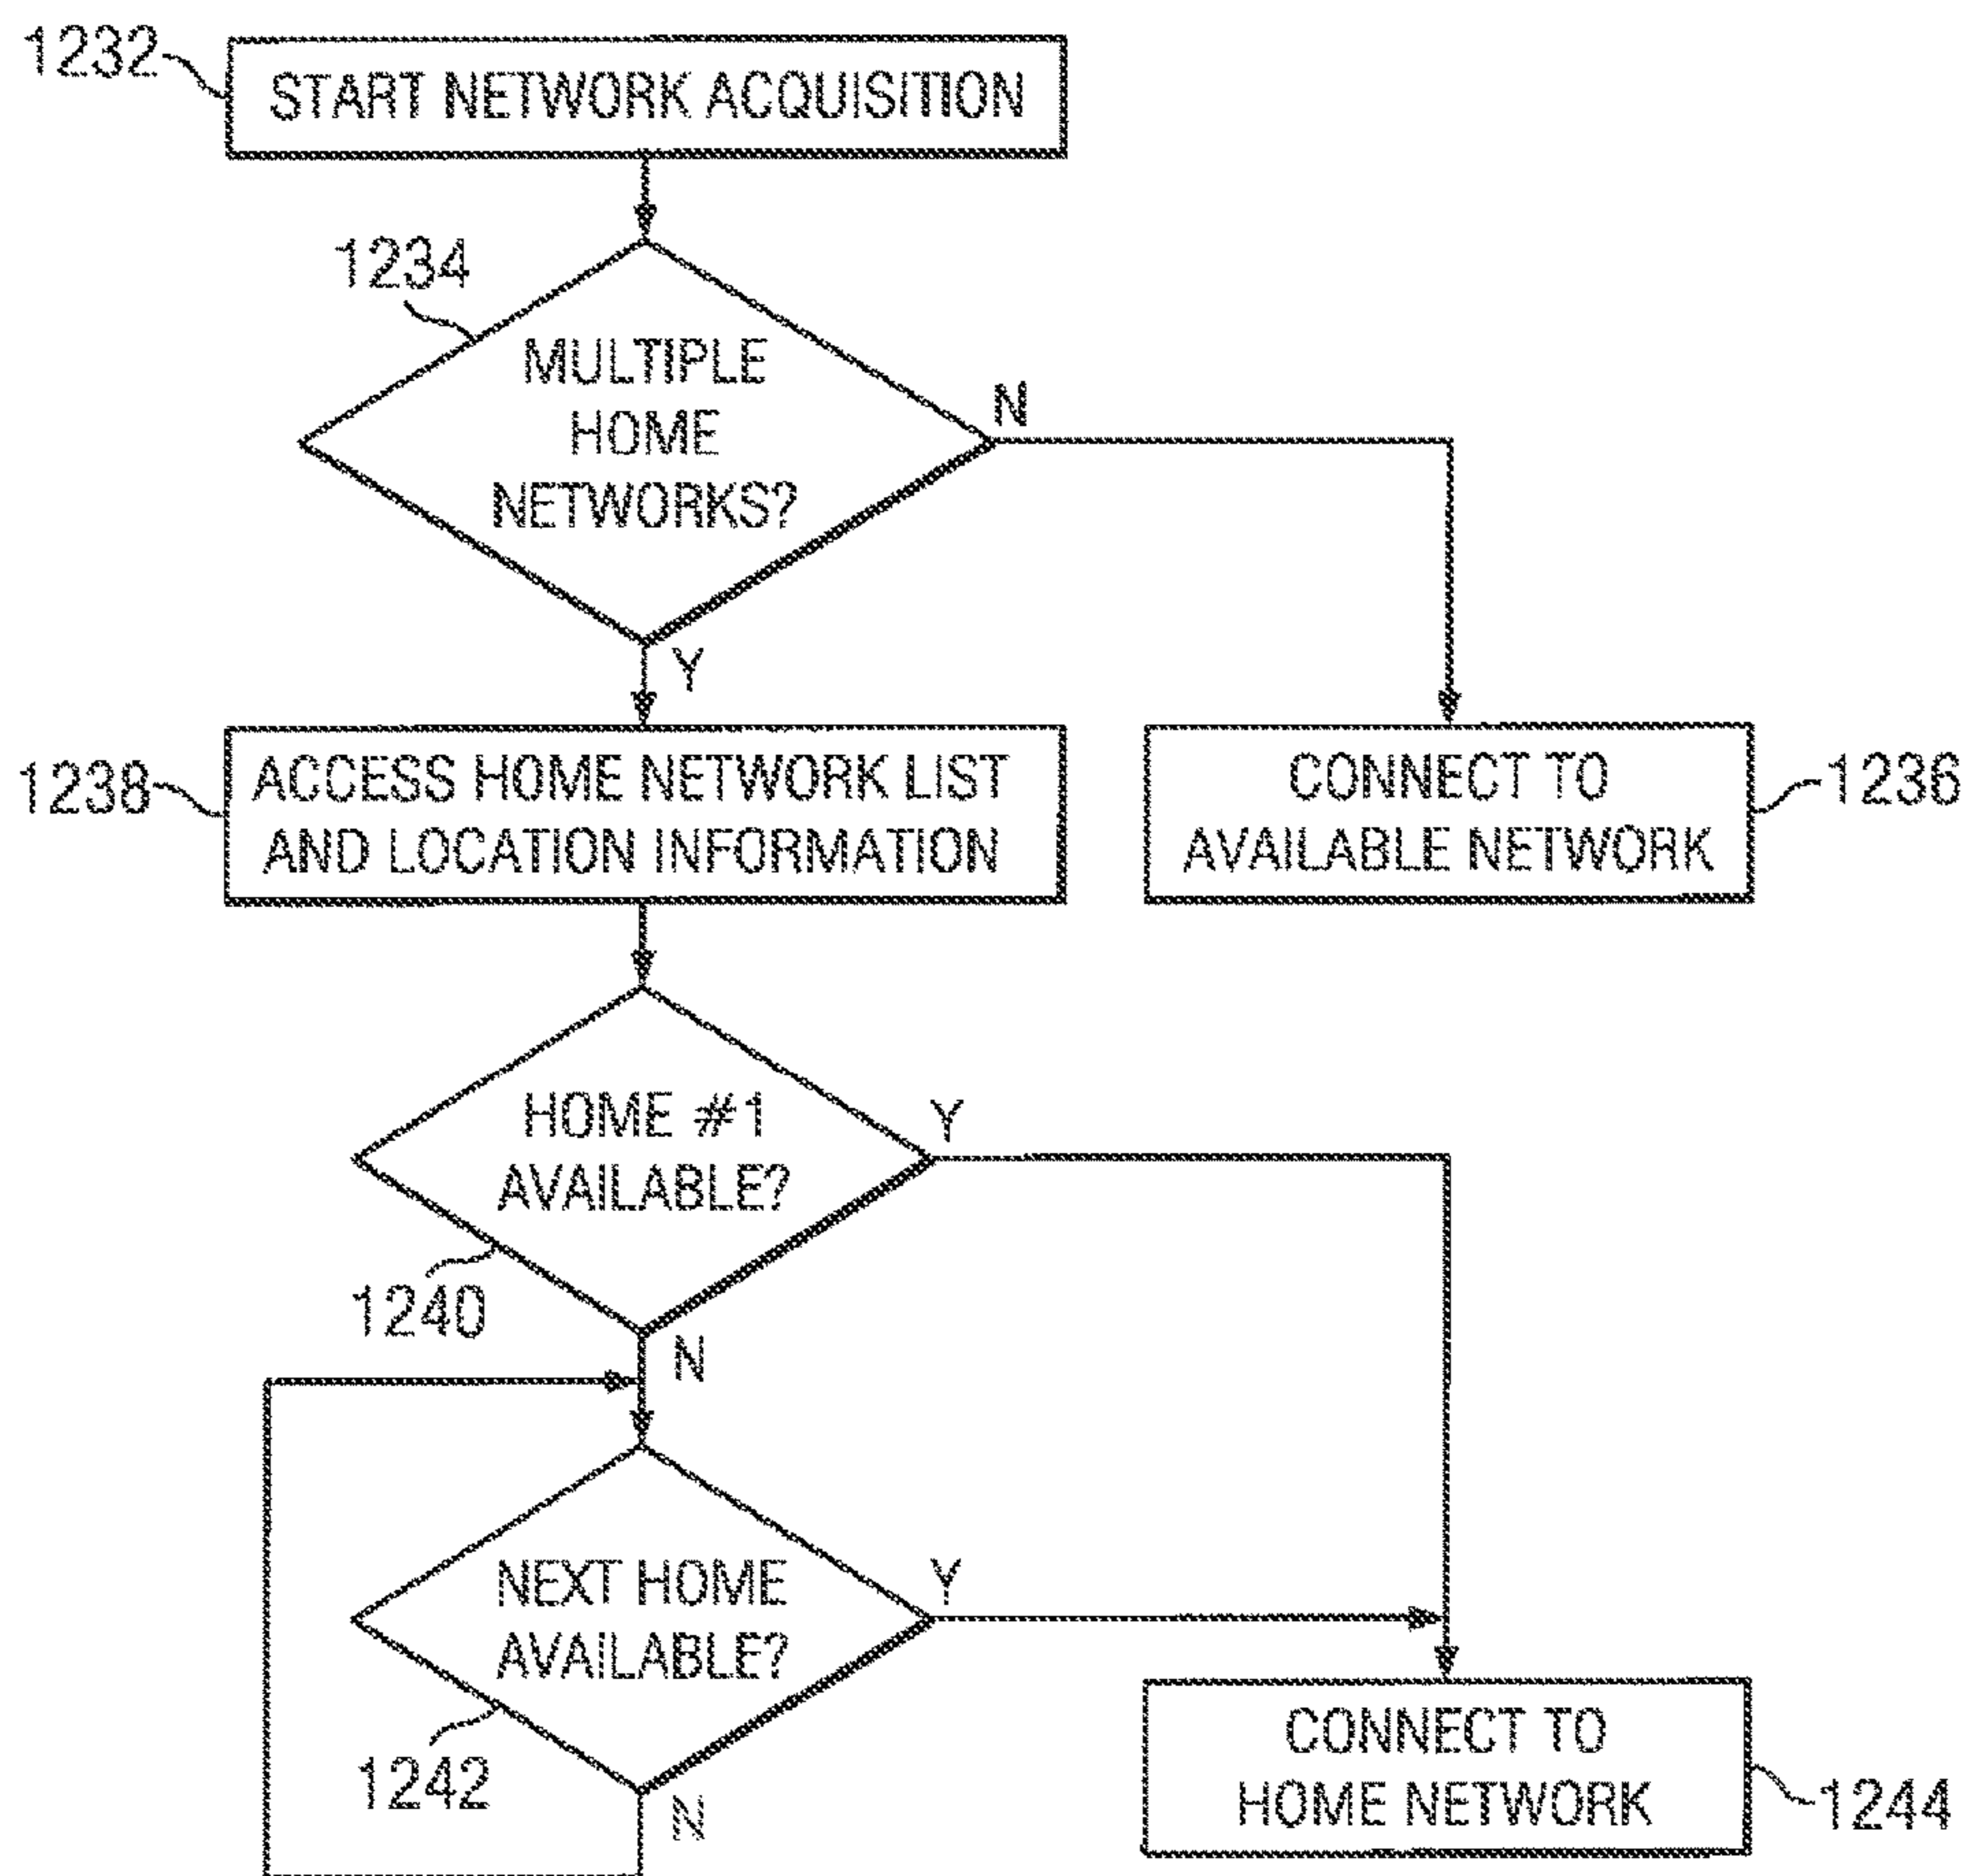 1232
START NETWORK ACQUISITION
1234
MULTIPLE
HOME
NETWORKS?
N
Y
1238
ACCESS HOME NETWORK LIST
AND LOCATION INFORMATION
CONNECT TO
AVAILABLE NETWORK
1236
HOME #1
AVAILABLE?
Y
1240
N
NEXT HOME
AVAILABLE?
Y
1242
N
CONNECT TO
HOME NETWORK
1244